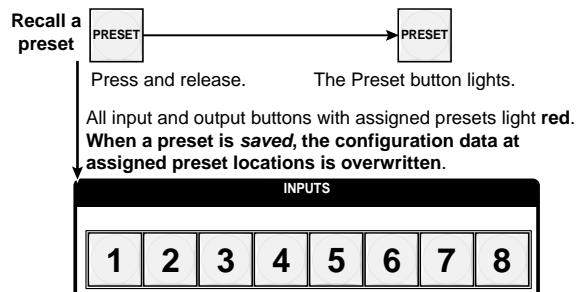 Recall a
preset
PRESET
PRESET
Press and release.
The Preset button lights.
All input and output buttons with assigned presets light red.
When a preset is saved, the configuration data at
assigned preset locations is overwritten.
INPUTS
1 2 3 4 5 6 7 8